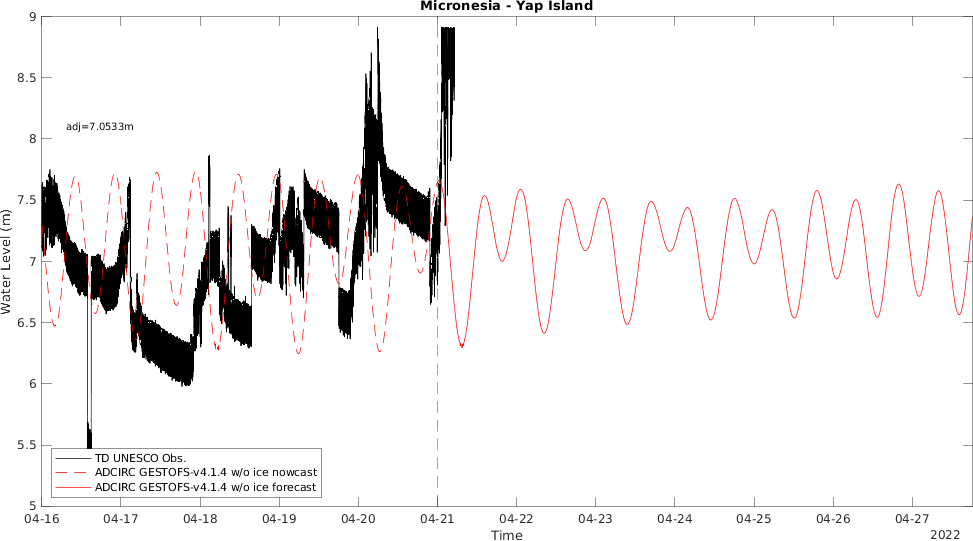 Micronesia - Yap Island
9
8.5
8
7.5
7
6.5
6
5.5
5
Water Level (m)
adj=7.0533m
TD UNESCO Obs.
ADCIRC GESTOFS-v4.1.4 w/o ice nowcast
ADCIRC GESTOFS-v4.1.4 w/o ice forecast
04-16 04-17 04-18 04-19 04-20 04-21 04-22 04-23 04-24 04-25 04-26 04-27
Time
2022